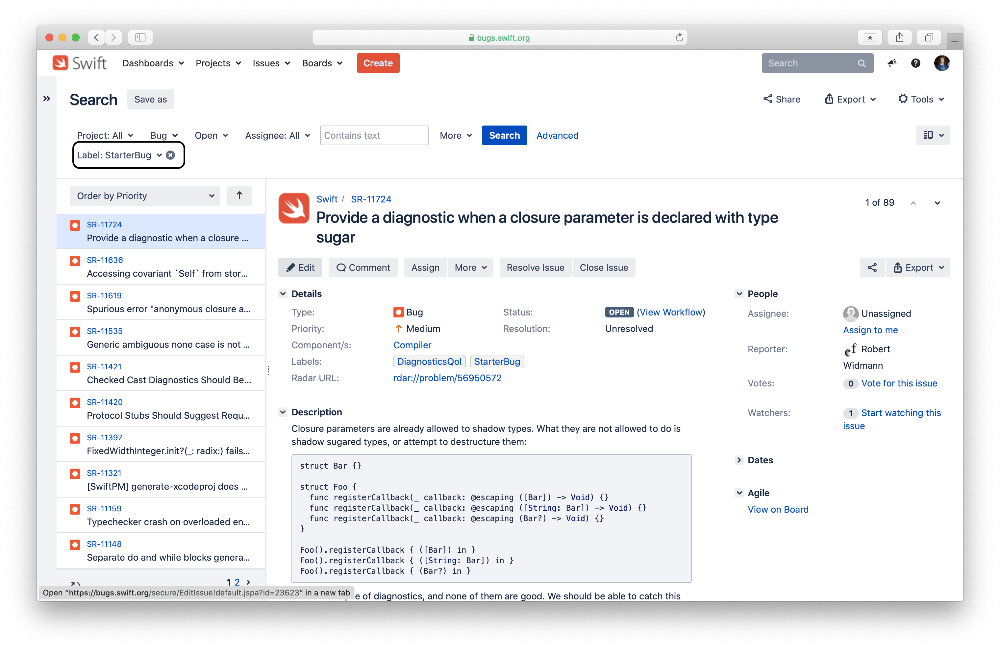 bugs.swift.org
Swift Dashboards Projects Issues Boards Create Search
Search Save as Share Export Tools
Project: All Bug Open Assignee: All Contains text More Search Advanced
Label: StarterBug
Order by Priority
SR-11724
Provide a diagnostic when a closure ...
SR-11636
Accessing covariant `Self` from stor...
SR-11619
Spurious error "anonymous closure a...
SR-11535
Generic ambiguous none case is not ...
SR-11421
Checked Cast Diagnostics Should Be...
SR-11420
Protocol Stubs Should Suggest Requ...
SR-11397
FixedWidthInteger.init?(_: radix:) fails...
SR-11321
[SwiftPM] generate-xcodeproj does ...
SR-11159
Typechecker crash on overloaded en...
SR-11148
Separate do and while blocks genera...
1 2
Open “https://bugs.swift.org/secure/EditIssue!default.jspa?id=23623” in a new tab
Swift / SR-11724
1 of 89
Provide a diagnostic when a closure parameter is declared with type
sugar
Edit Comment Assign More Resolve Issue Close Issue Export
Details
Type: Bug Status: OPEN (View Workflow)
Priority: Medium Resolution: Unresolved
Component/s: Compiler
Labels: DiagnosticsQoI StarterBug
Radar URL: rdar://problem/56950572
Description
Closure parameters are already allowed to shadow types. What they are not allowed to do is
shadow sugared types, or attempt to destructure them:
struct Bar {}
struct Foo {
func registerCallback(_ callback: @escaping ([Bar]) -> Void) {}
func registerCallback(_ callback: @escaping ([String: Bar]) -> Void) {}
func registerCallback(_ callback: @escaping (Bar?) -> Void) {}
}
Foo().registerCallback { ([Bar]) in }
Foo().registerCallback { ([String: Bar]) in }
Foo().registerCallback { (Bar?) in }
of diagnostics, and none of them are good. We should be able to catch this
People
Assignee: Unassigned
Assign to me
Reporter: Robert
Widmann
Votes: 0 Vote for this issue
Watchers: 1 Start watching this
issue
Dates
Agile
View on Board